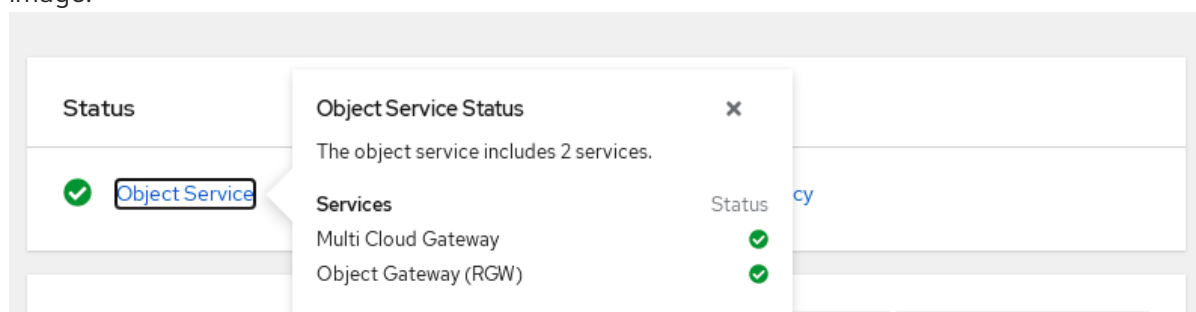 image:
Status
Object Service Status
The object service includes 2 services.
Object Service
cy
Services Status
Multi Cloud Gateway
Object Gateway (RGW)